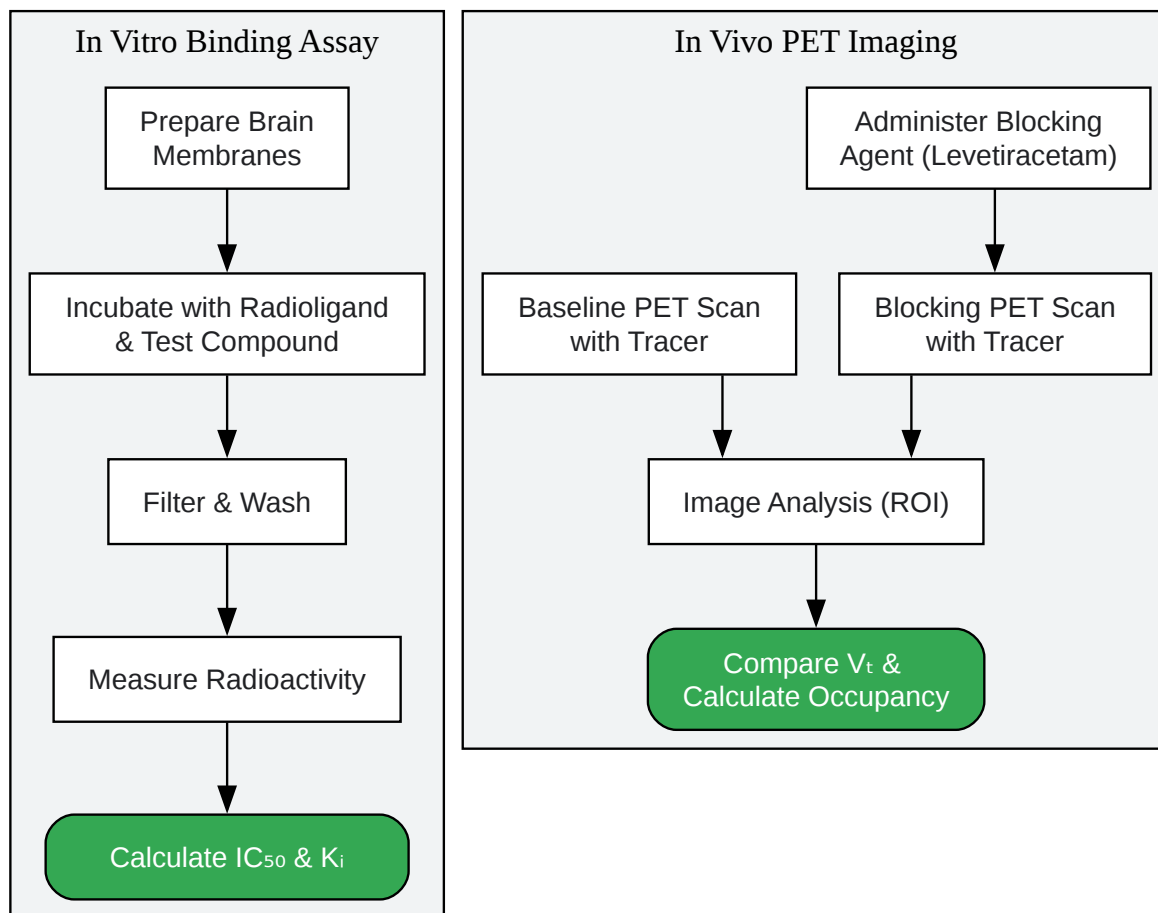 In Vitro Binding Assay
Prepare Brain
Membranes
Incubate with Radioligand
& Test Compound
Filter & Wash
Measure Radioactivity
Calculate IC₅₀ & Kᵢ
In Vivo PET Imaging
Administer Blocking
Agent (Levetiracetam)
Baseline PET Scan
with Tracer
Blocking PET Scan
with Tracer
Image Analysis (ROI)
Compare Vₜ &
Calculate Occupancy